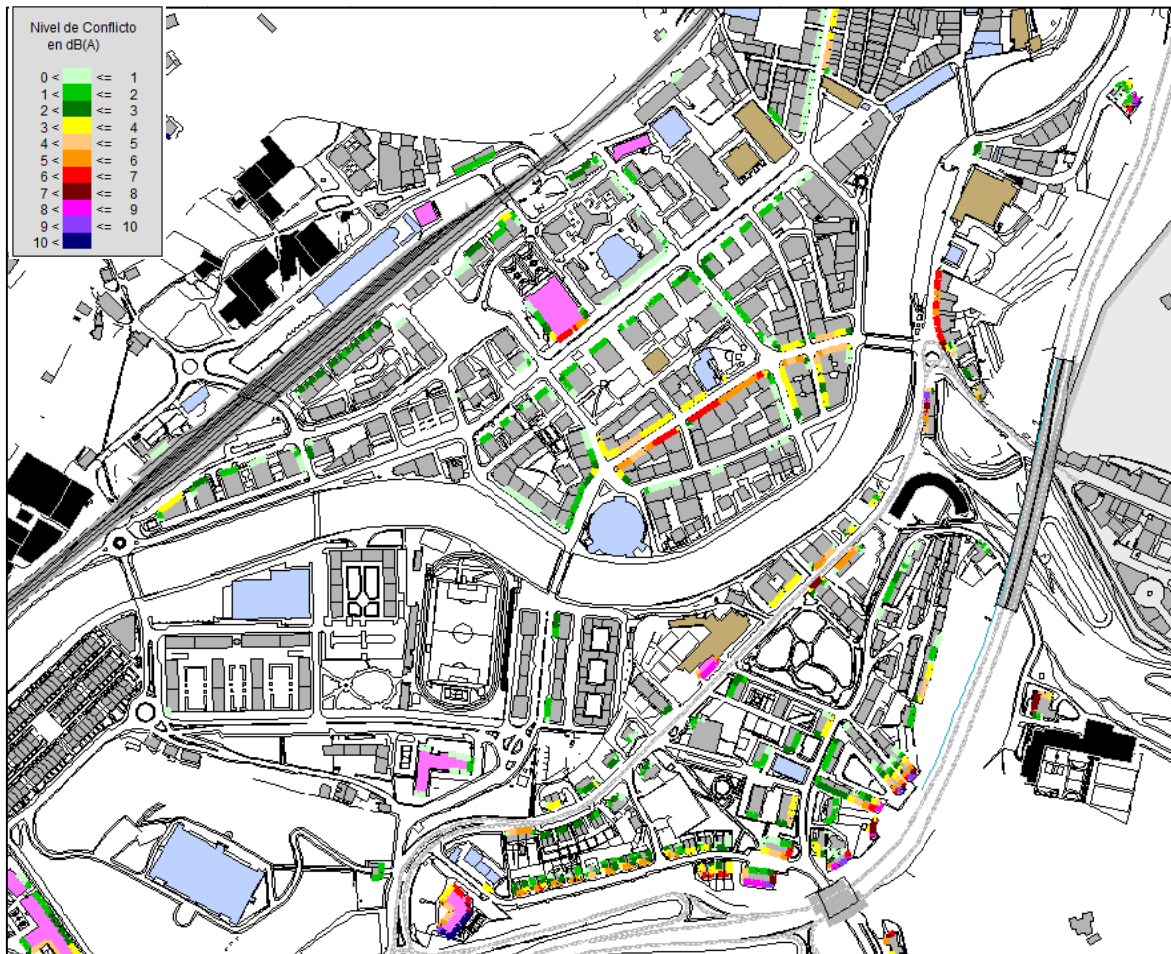 Nivel de Conflicto
en dB(A)
0 < <= 1
1 < <= 2
2 < <= 3
3 < <= 4
4 < <= 5
5 < <= 6
6 < <= 7
7 < <= 8
8 < <= 9
9 < <= 10
10 <